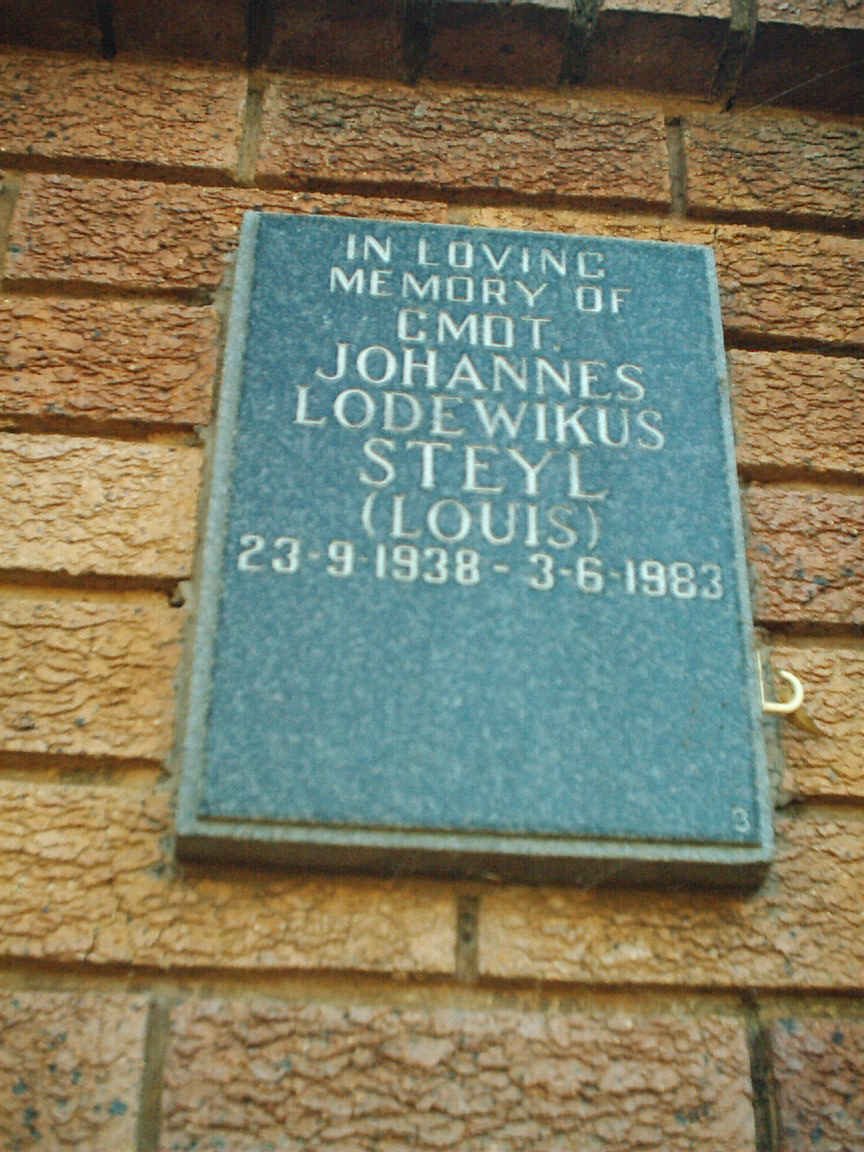 IN LOVING
MEMORY OF
CMDT.
JOHANNES
LODEWIKUS
STEYL
(LOUIS)
23-9-1938 - 3-6-1983
3